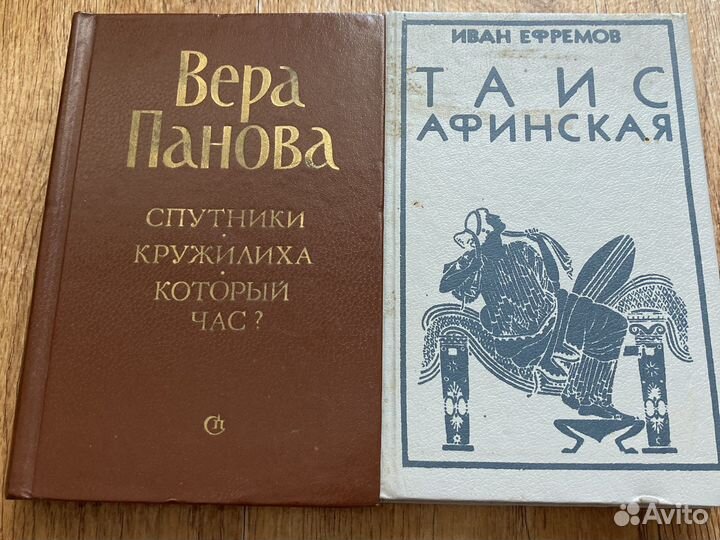 Вера
Панова
СПУТНИКИ
КРУЖИЛИХА
КОТОРЫЙ
ЧАС?
СП
ИВАН ЕФРЕМОВ
ТАИС
АФИНСКАЯ
Avito